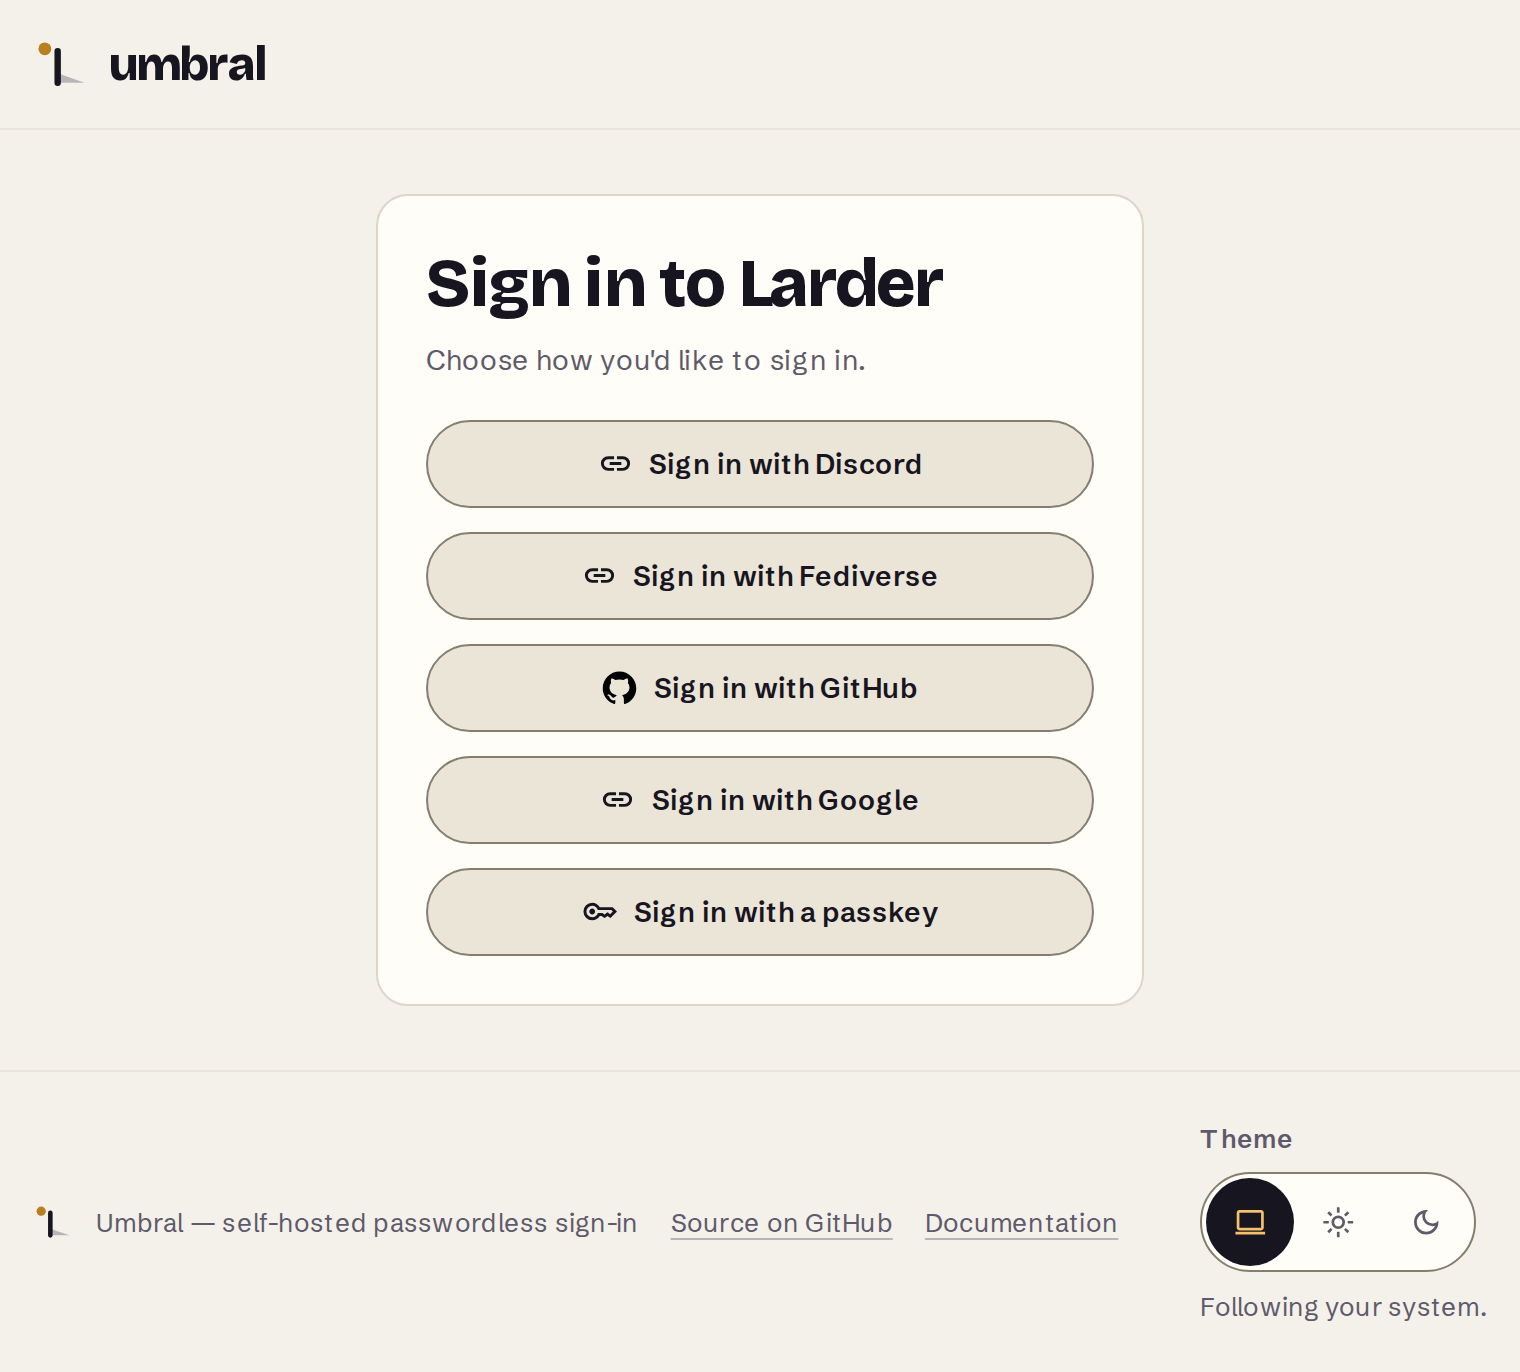 umbral
Sign in to Larder
Choose how you'd like to sign in.
Sign in with Discord
Sign in with Fediverse
Sign in with GitHub
Sign in with Google
Sign in with a passkey
Theme
Umbral — self-hosted passwordless sign-in Source on GitHub Documentation
Following your system.